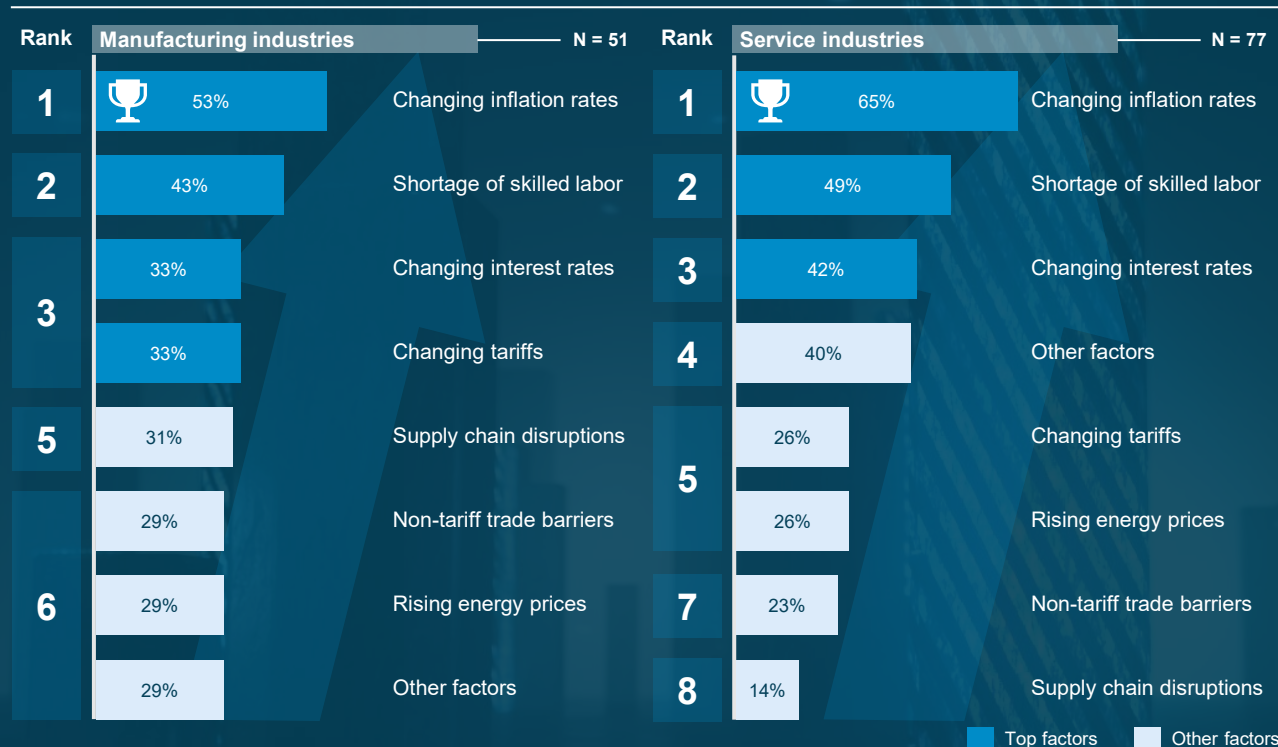 Rank Manufacturing industries N = 51
1 53% Changing inflation rates
2 43% Shortage of skilled labor
3 33% Changing interest rates
33% Changing tariffs
5 31% Supply chain disruptions
6 29% Non-tariff trade barriers
29% Rising energy prices
29% Other factors
Rank Service industries N = 77
1 65% Changing inflation rates
2 49% Shortage of skilled labor
3 42% Changing interest rates
4 40% Other factors
5 26% Changing tariffs
26% Rising energy prices
7 23% Non-tariff trade barriers
8 14% Supply chain disruptions
Top factors Other factors